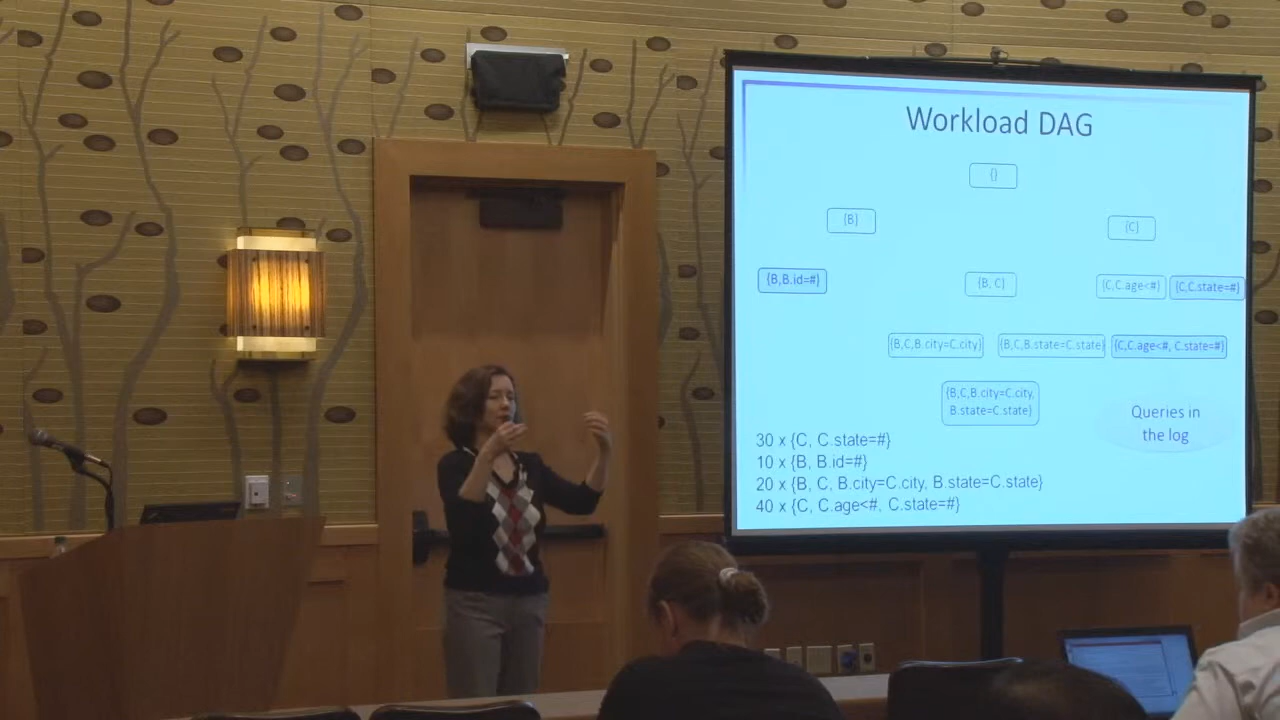 Workload DAG
{}
{B}
{C}
{B,B.id=#}
{B, C}
{C,C.age<#}
{C,C.state=#}
{B,C,B.city=C.city}
{B,C,B.state=C.state}
{C,C.age<#, C.state=#}
{B,C,B.city=C.city,
B.state=C.state}
Queries in
the log
30 x {C, C.state=#}
10 x {B, B.id=#}
20 x {B, C, B.city=C.city, B.state=C.state}
40 x {C, C.age<#, C.state=#}